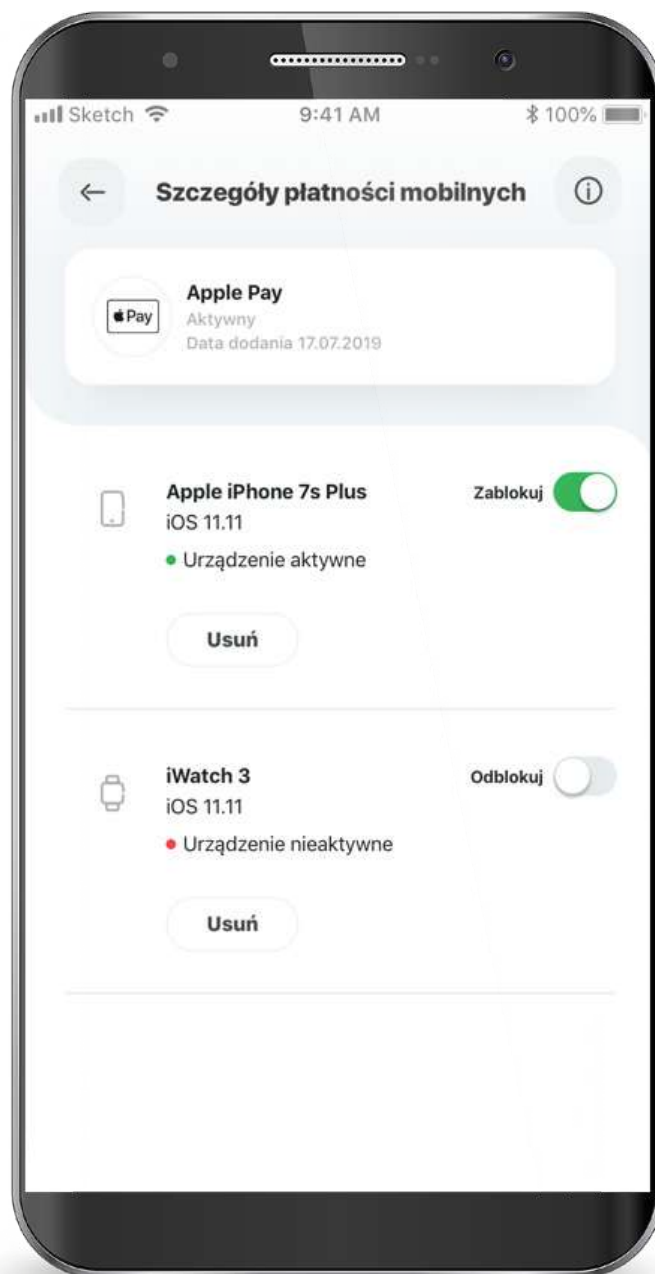 Sketch 9:41 AM 100%
Szczegóły płatności mobilnych
Pay
Apple Pay
Aktywny
Data dodania 17.07.2019
Apple iPhone 7s Plus
Zablokuj
iOS 11.11
Urządzenie aktywne
Usuń
iWatch 3
Odblokuj
iOS 11.11
Urządzenie nieaktywne
Usuń